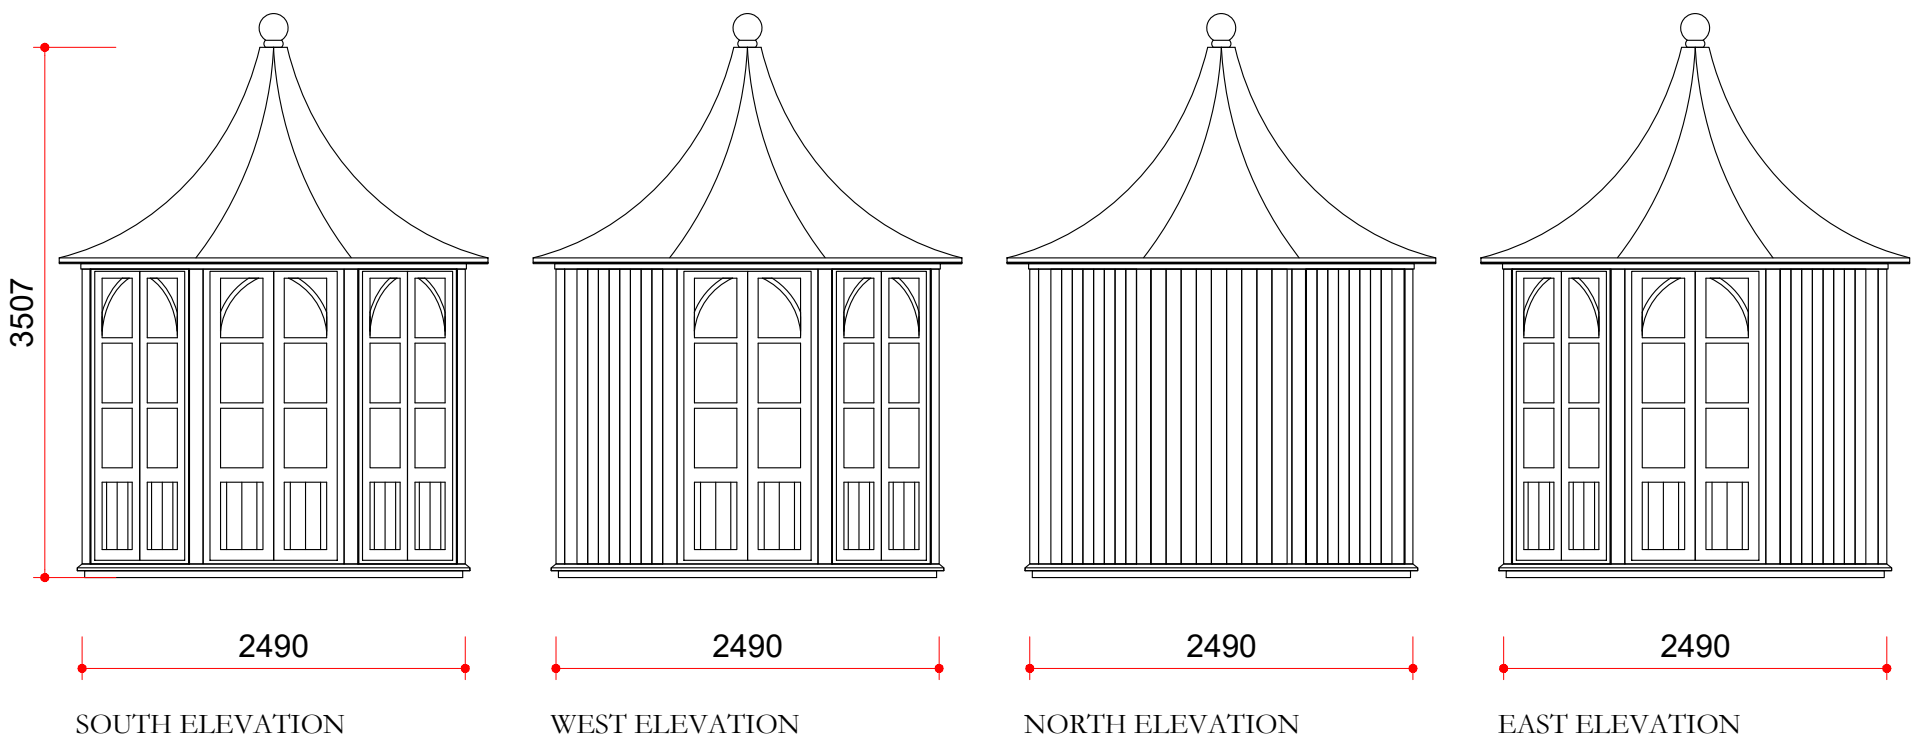 3507
2490
2490
2490
2490
SOUTH ELEVATION
WEST ELEVATION
NORTH ELEVATION
EAST ELEVATION